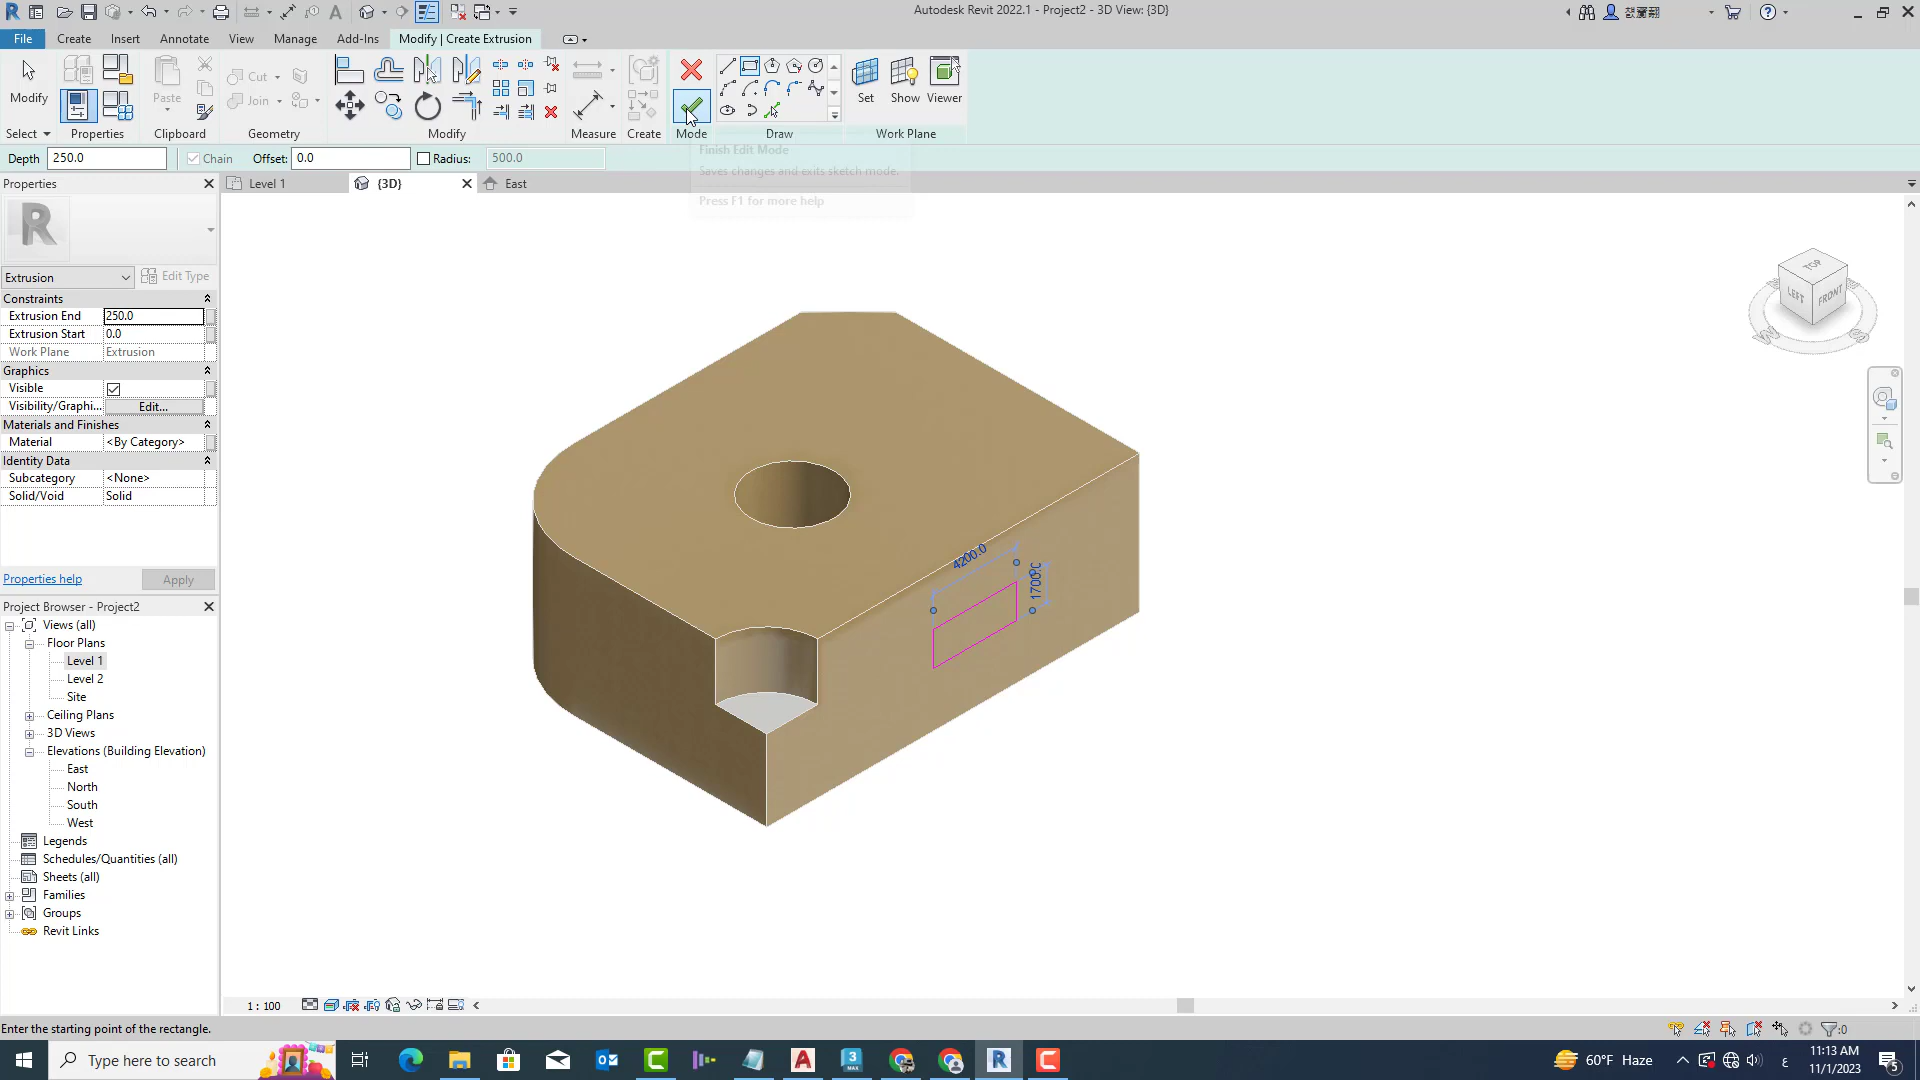 Autodesk Revit 2022.1 - Project2 - 3D View: {3D}
File Create Insert Annotate View Manage Add-Ins Modify | Create Extrusion
Modify
Paste
Cut
Join
Set Show Viewer
Select Properties Clipboard Geometry Modify Measure Create Mode Draw Work Plane
Depth 250.0 Chain Offset: 0.0 Radius: 500.0
Finish Edit Mode
Saves changes and exits sketch mode.
Press F1 for more help
Properties
Level 1 {3D} East
R
Extrusion Edit Type
Constraints
Extrusion End 250.0
Extrusion Start 0.0
Work Plane Extrusion
Graphics
Visible
Visibility/Graphi... Edit...
Materials and Finishes
Material <By Category>
Identity Data
Subcategory <None>
Solid/Void Solid
Properties help Apply
Project Browser - Project2
Views (all)
Floor Plans
Level 1
Level 2
Site
Ceiling Plans
3D Views
Elevations (Building Elevation)
East
North
South
West
Legends
Schedules/Quantities (all)
Sheets (all)
Families
Groups
Revit Links
TOP
LEFT FRONT
4200.0
1700.0
1 : 100
Enter the starting point of the rectangle.
:0
Type here to search
60°F Haze
ع
11:13 AM
11/1/2023
5